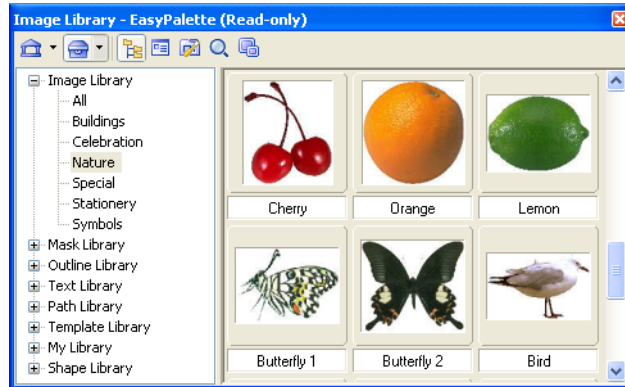 Image Library - EasyPalette (Read-only)
Image Library
All
Buildings
Celebration
Nature
Special
Stationery
Symbols
Mask Library
Outline Library
Text Library
Path Library
Template Library
My Library
Shape Library
Cherry
Orange
Lemon
Butterfly 1
Butterfly 2
Bird